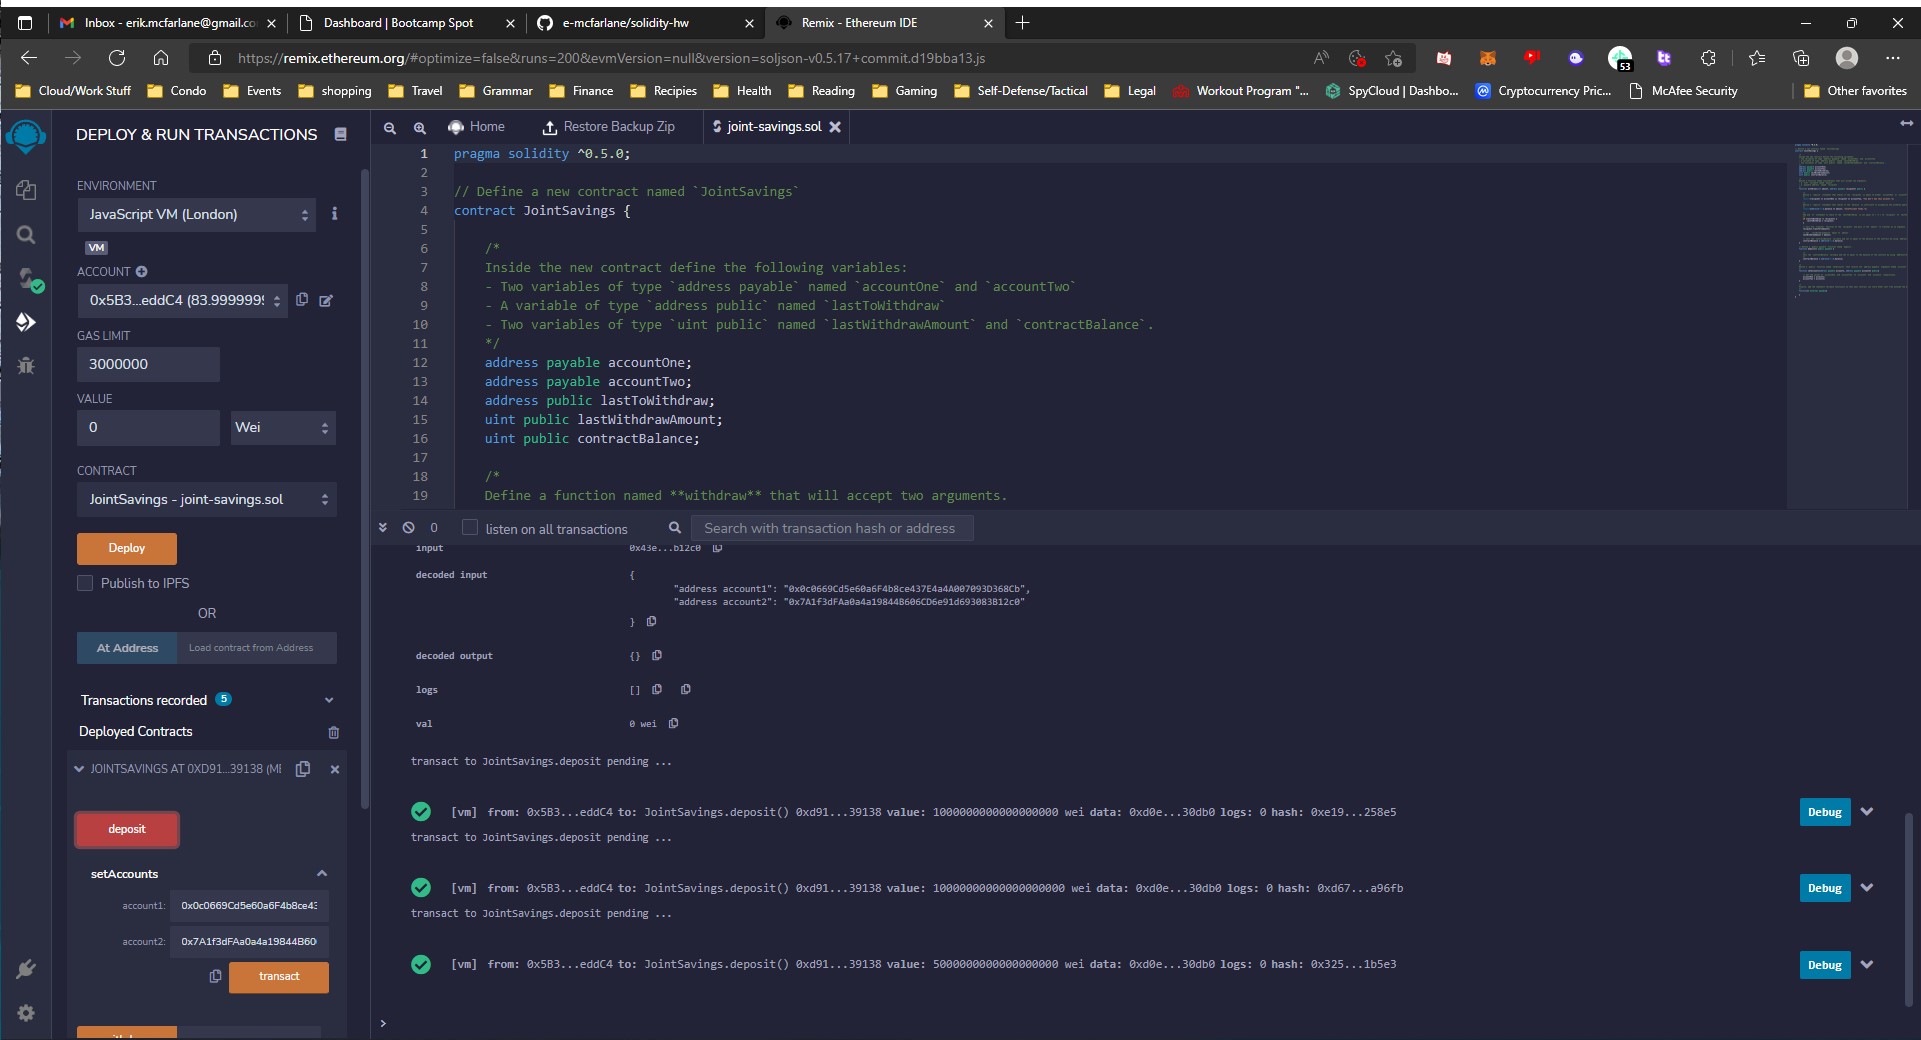 Inbox - erik.mcfarlane@gmail.co
Dashboard | Bootcamp Spot
e-mcfarlane/solidity-hw
Remix - Ethereum IDE
https://remix.ethereum.org/#optimize=false&runs=200&evmVersion=null&version=soljson-v0.5.17+commit.d19bba13.js
53
Cloud/Work Stuff
Condo
Events
shopping
Travel
Grammar
Finance
Recipies
Health
Reading
Gaming
Self-Defense/Tactical
Legal
Workout Program "...
SpyCloud | Dashbo...
Cryptocurrency Pric...
McAfee Security
Other favorites
DEPLOY & RUN TRANSACTIONS
ENVIRONMENT
JavaScript VM (London)
VM
ACCOUNT
0x5B3...eddC4 (83.9999999
GAS LIMIT
3000000
VALUE
0
Wei
CONTRACT
JointSavings - joint-savings.sol
Deploy
Publish to IPFS
OR
At Address
Load contract from Address
Transactions recorded 5
Deployed Contracts
JOINTSAVINGS AT 0XD91...39138 (ME
deposit
setAccounts
account1: 0x0c0669Cd5e60a6F4b8ce43
account2: 0x7A1f3dFAa0a4a19844B60
transact
Home
Restore Backup Zip
joint-savings.sol
1 pragma solidity ^0.5.0;
2
3 // Define a new contract named `JointSavings`
4 contract JointSavings {
5
6 /*
7 Inside the new contract define the following variables:
8 - Two variables of type `address payable` named `accountOne` and `accountTwo`
9 - A variable of type `address public` named `lastToWithdraw`
10 - Two variables of type `uint public` named `lastWithdrawAmount` and `contractBalance`.
11 */
12 address payable accountOne;
13 address payable accountTwo;
14 address public lastToWithdraw;
15 uint public lastWithdrawAmount;
16 uint public contractBalance;
17
18 /*
19 Define a function named **withdraw** that will accept two arguments.
0
listen on all transactions
Search with transaction hash or address
input 0x43e...b12c0
decoded input {
"address account1": "0x0c0669Cd5e60a6F4b8ce437E4a4A007093D368Cb",
"address account2": "0x7A1f3dFAa0a4a19844B606CD6e91d693083B12c0"
}
decoded output {}
logs []
val 0 wei
transact to JointSavings.deposit pending ...
[vm] from: 0x5B3...eddC4 to: JointSavings.deposit() 0xd91...39138 value: 1000000000000000000 wei data: 0xd0e...30db0 logs: 0 hash: 0xe19...258e5
Debug
transact to JointSavings.deposit pending ...
[vm] from: 0x5B3...eddC4 to: JointSavings.deposit() 0xd91...39138 value: 10000000000000000000 wei data: 0xd0e...30db0 logs: 0 hash: 0xd67...a96fb
Debug
transact to JointSavings.deposit pending ...
[vm] from: 0x5B3...eddC4 to: JointSavings.deposit() 0xd91...39138 value: 5000000000000000000 wei data: 0xd0e...30db0 logs: 0 hash: 0x325...1b5e3
Debug
>